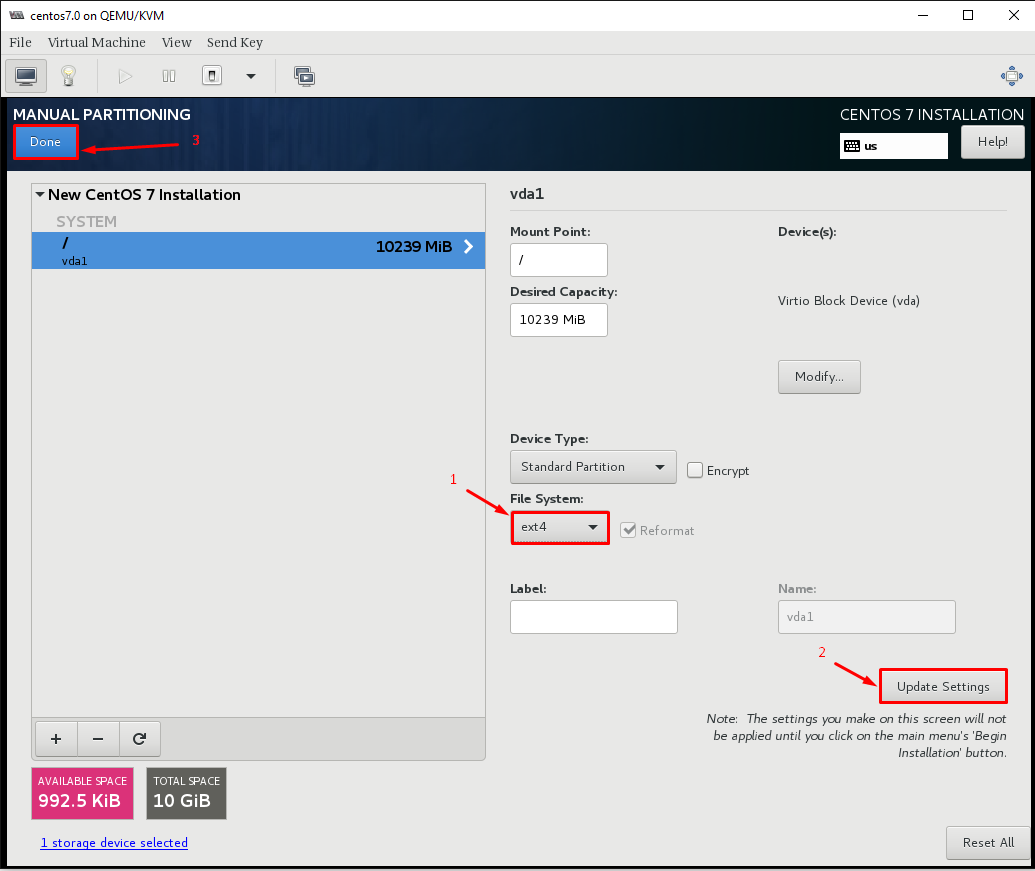 centos7.0 on QEMU/KVM
File Virtual Machine View Send Key
MANUAL PARTITIONING
CENTOS 7 INSTALLATION
Done
3
us
Help!
New CentOS 7 Installation
SYSTEM
/
10239 MiB
vda1
vda1
Mount Point:
Device(s):
/
Desired Capacity:
Virtio Block Device (vda)
10239 MiB
Modify...
Device Type:
Standard Partition
Encrypt
1
File System:
ext4
Reformat
Label:
Name:
vda1
2
Update Settings
Note: The settings you make on this screen will not
be applied until you click on the main menu's 'Begin
Installation' button.
+ −
AVAILABLE SPACE
992.5 KiB
TOTAL SPACE
10 GiB
1 storage device selected
Reset All